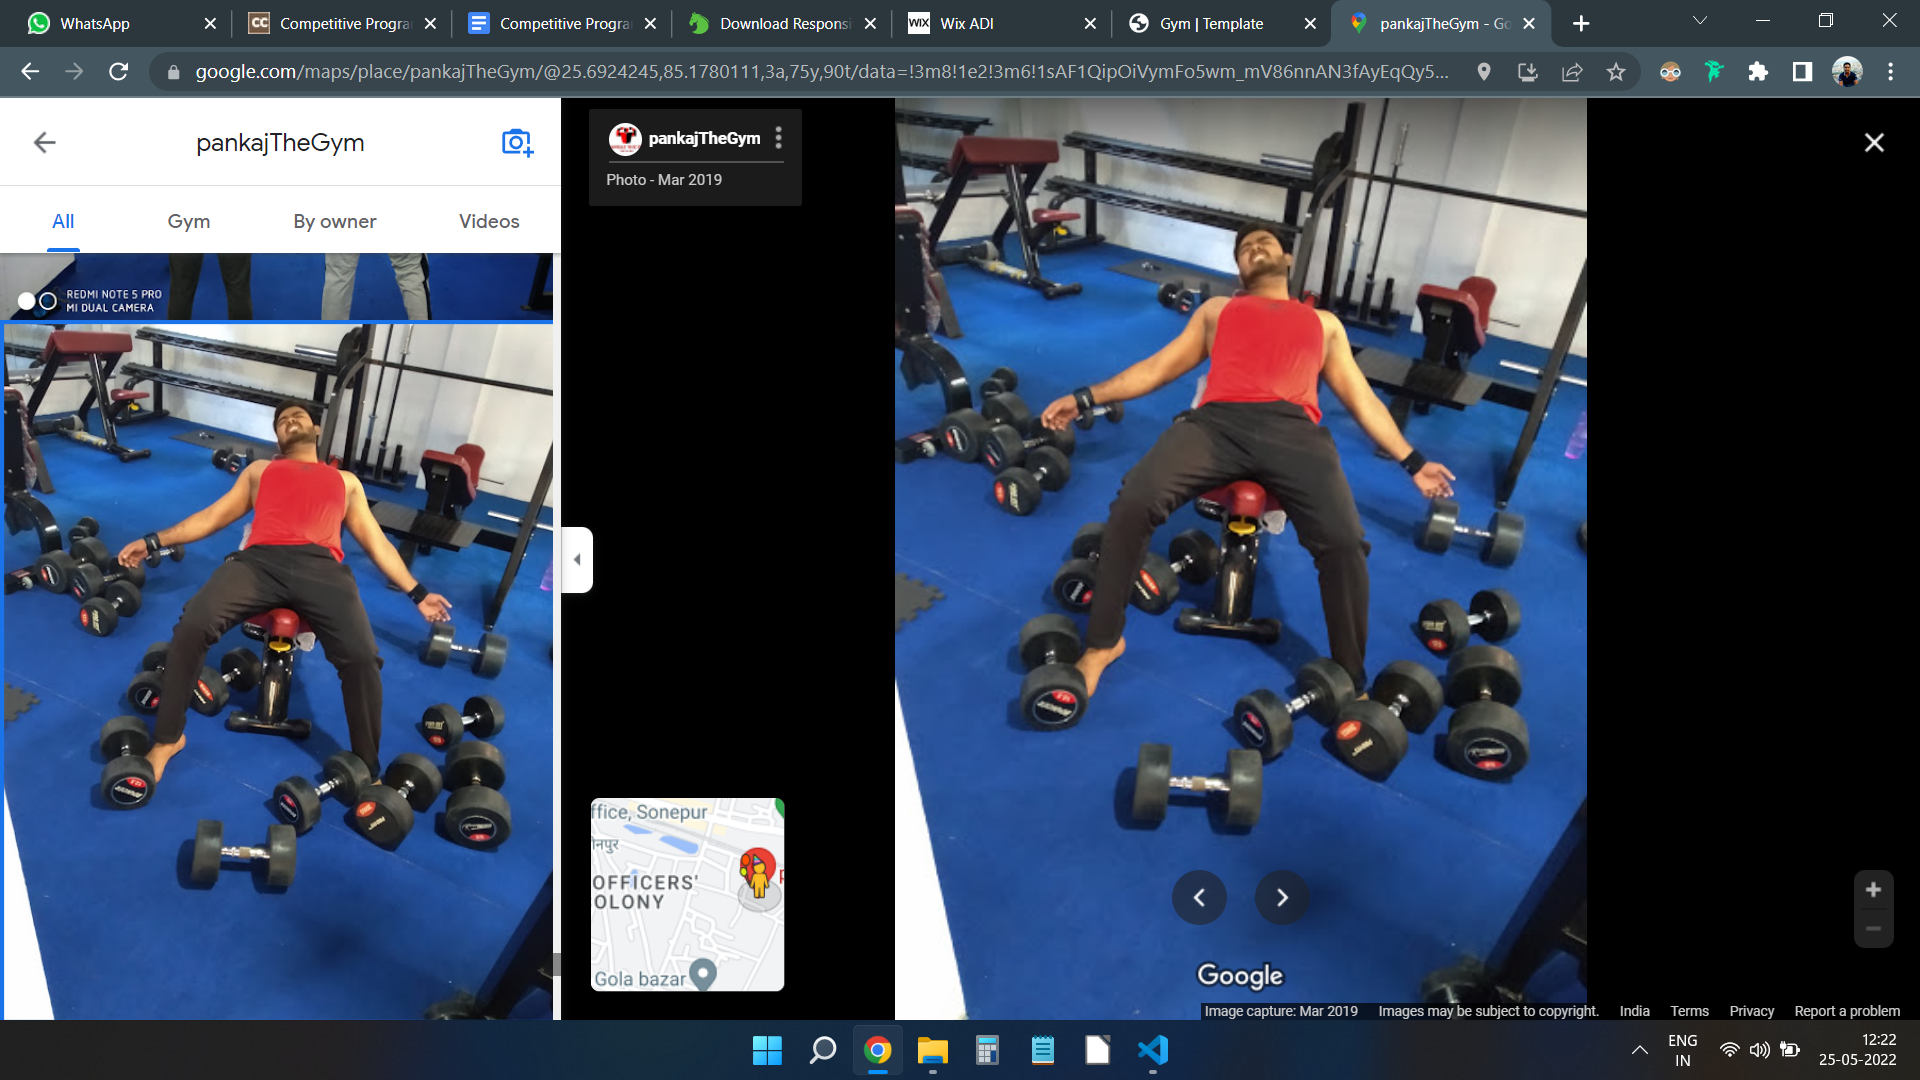 WhatsApp
Competitive Progra
Competitive Progra
Download Respons
WIX Wix ADI
Gym | Template
pankajTheGym - Go
google.com/maps/place/pankajTheGym/@25.6924245,85.1780111,3a,75y,90t/data=!3m8!1e2!3m6!1sAF1QipOiVymFo5wm_mV86nnAN3fAyEqQy5...
pankajTheGym
All
Gym
By owner
Videos
REDMI NOTE 5 PRO
MI DUAL CAMERA
pankajTheGym
Photo - Mar 2019
ffice, Sonepur
OFFICERS'
OLONY
Gola bazar
Google
Image capture: Mar 2019
Images may be subject to copyright.
India
Terms
Privacy
Report a problem
ENG
IN
12:22
25-05-2022